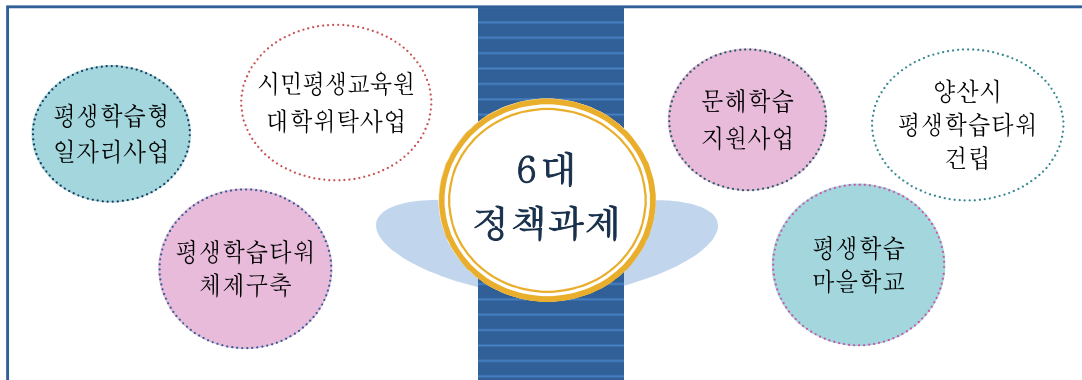 평생학습형
일자리사업
시민평생교육원
대학위탁사업
평생학습타워
체제구축
6대
정책과제
문해학습
지원사업
양산시
평생학습타워
건립
평생학습
마을학교